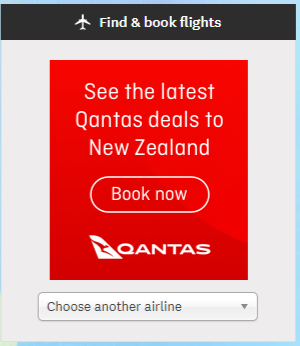 Find & book flights
See the latest
Qantas deals to
New Zealand
Book now
QANTAS
Choose another airline